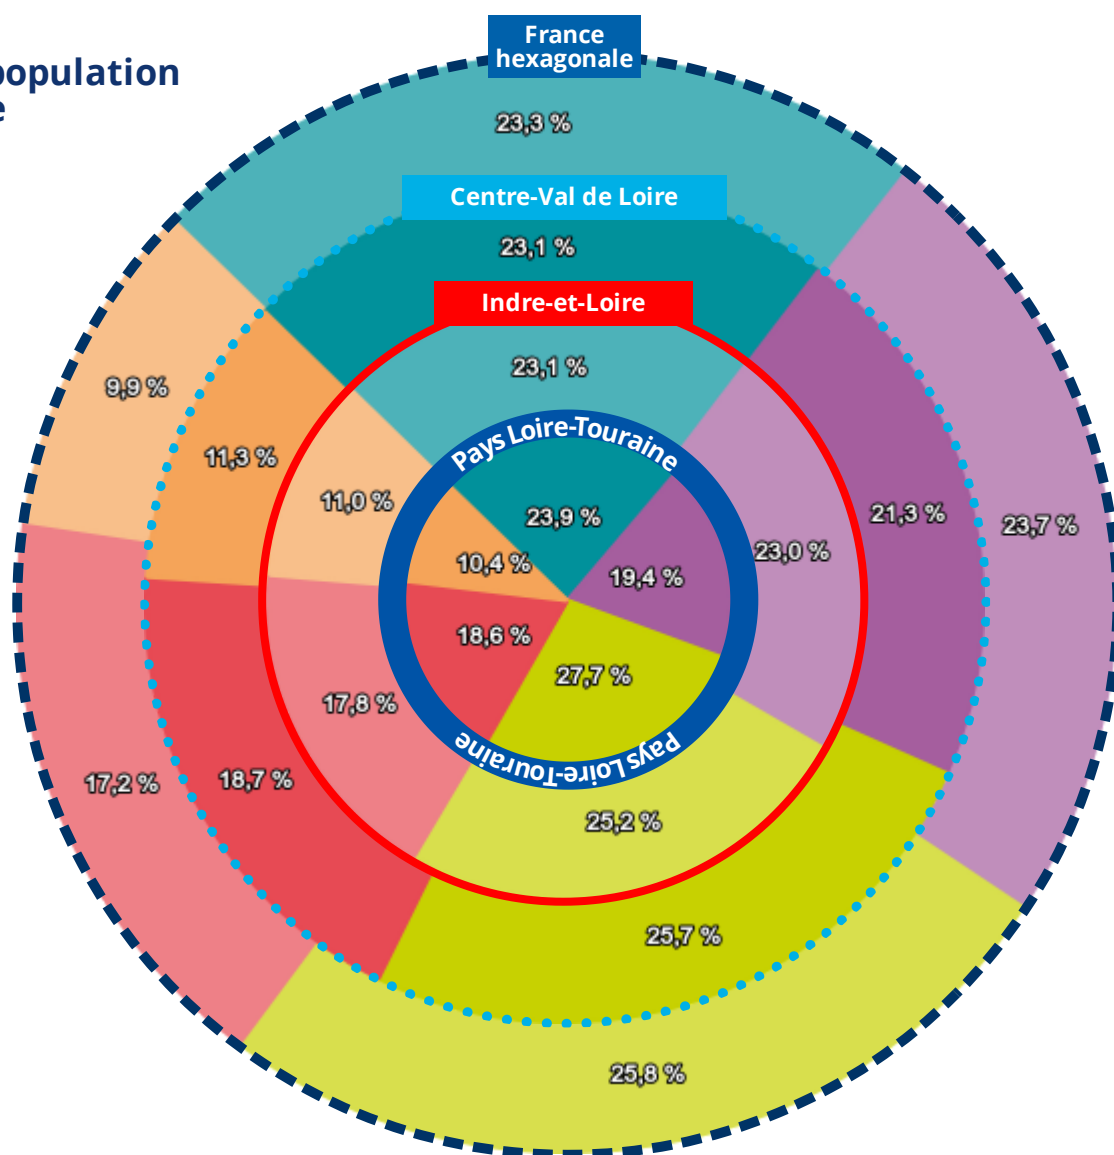 France
hexagonale
population
23,3 %
Centre-Val de Loire
23,1 %
Indre-et-Loire
23,1 %
9,9 %
Pays Loire-Touraine
11,3 %
11,0 %
21,3 %
23,9 %
23,7 %
23,0 %
10,4 %
19,4 %
18,6 %
27,7 %
17,8 %
Pays Loire-Touraine
18,7 %
17,2 %
25,2 %
25,7 %
25,8 %